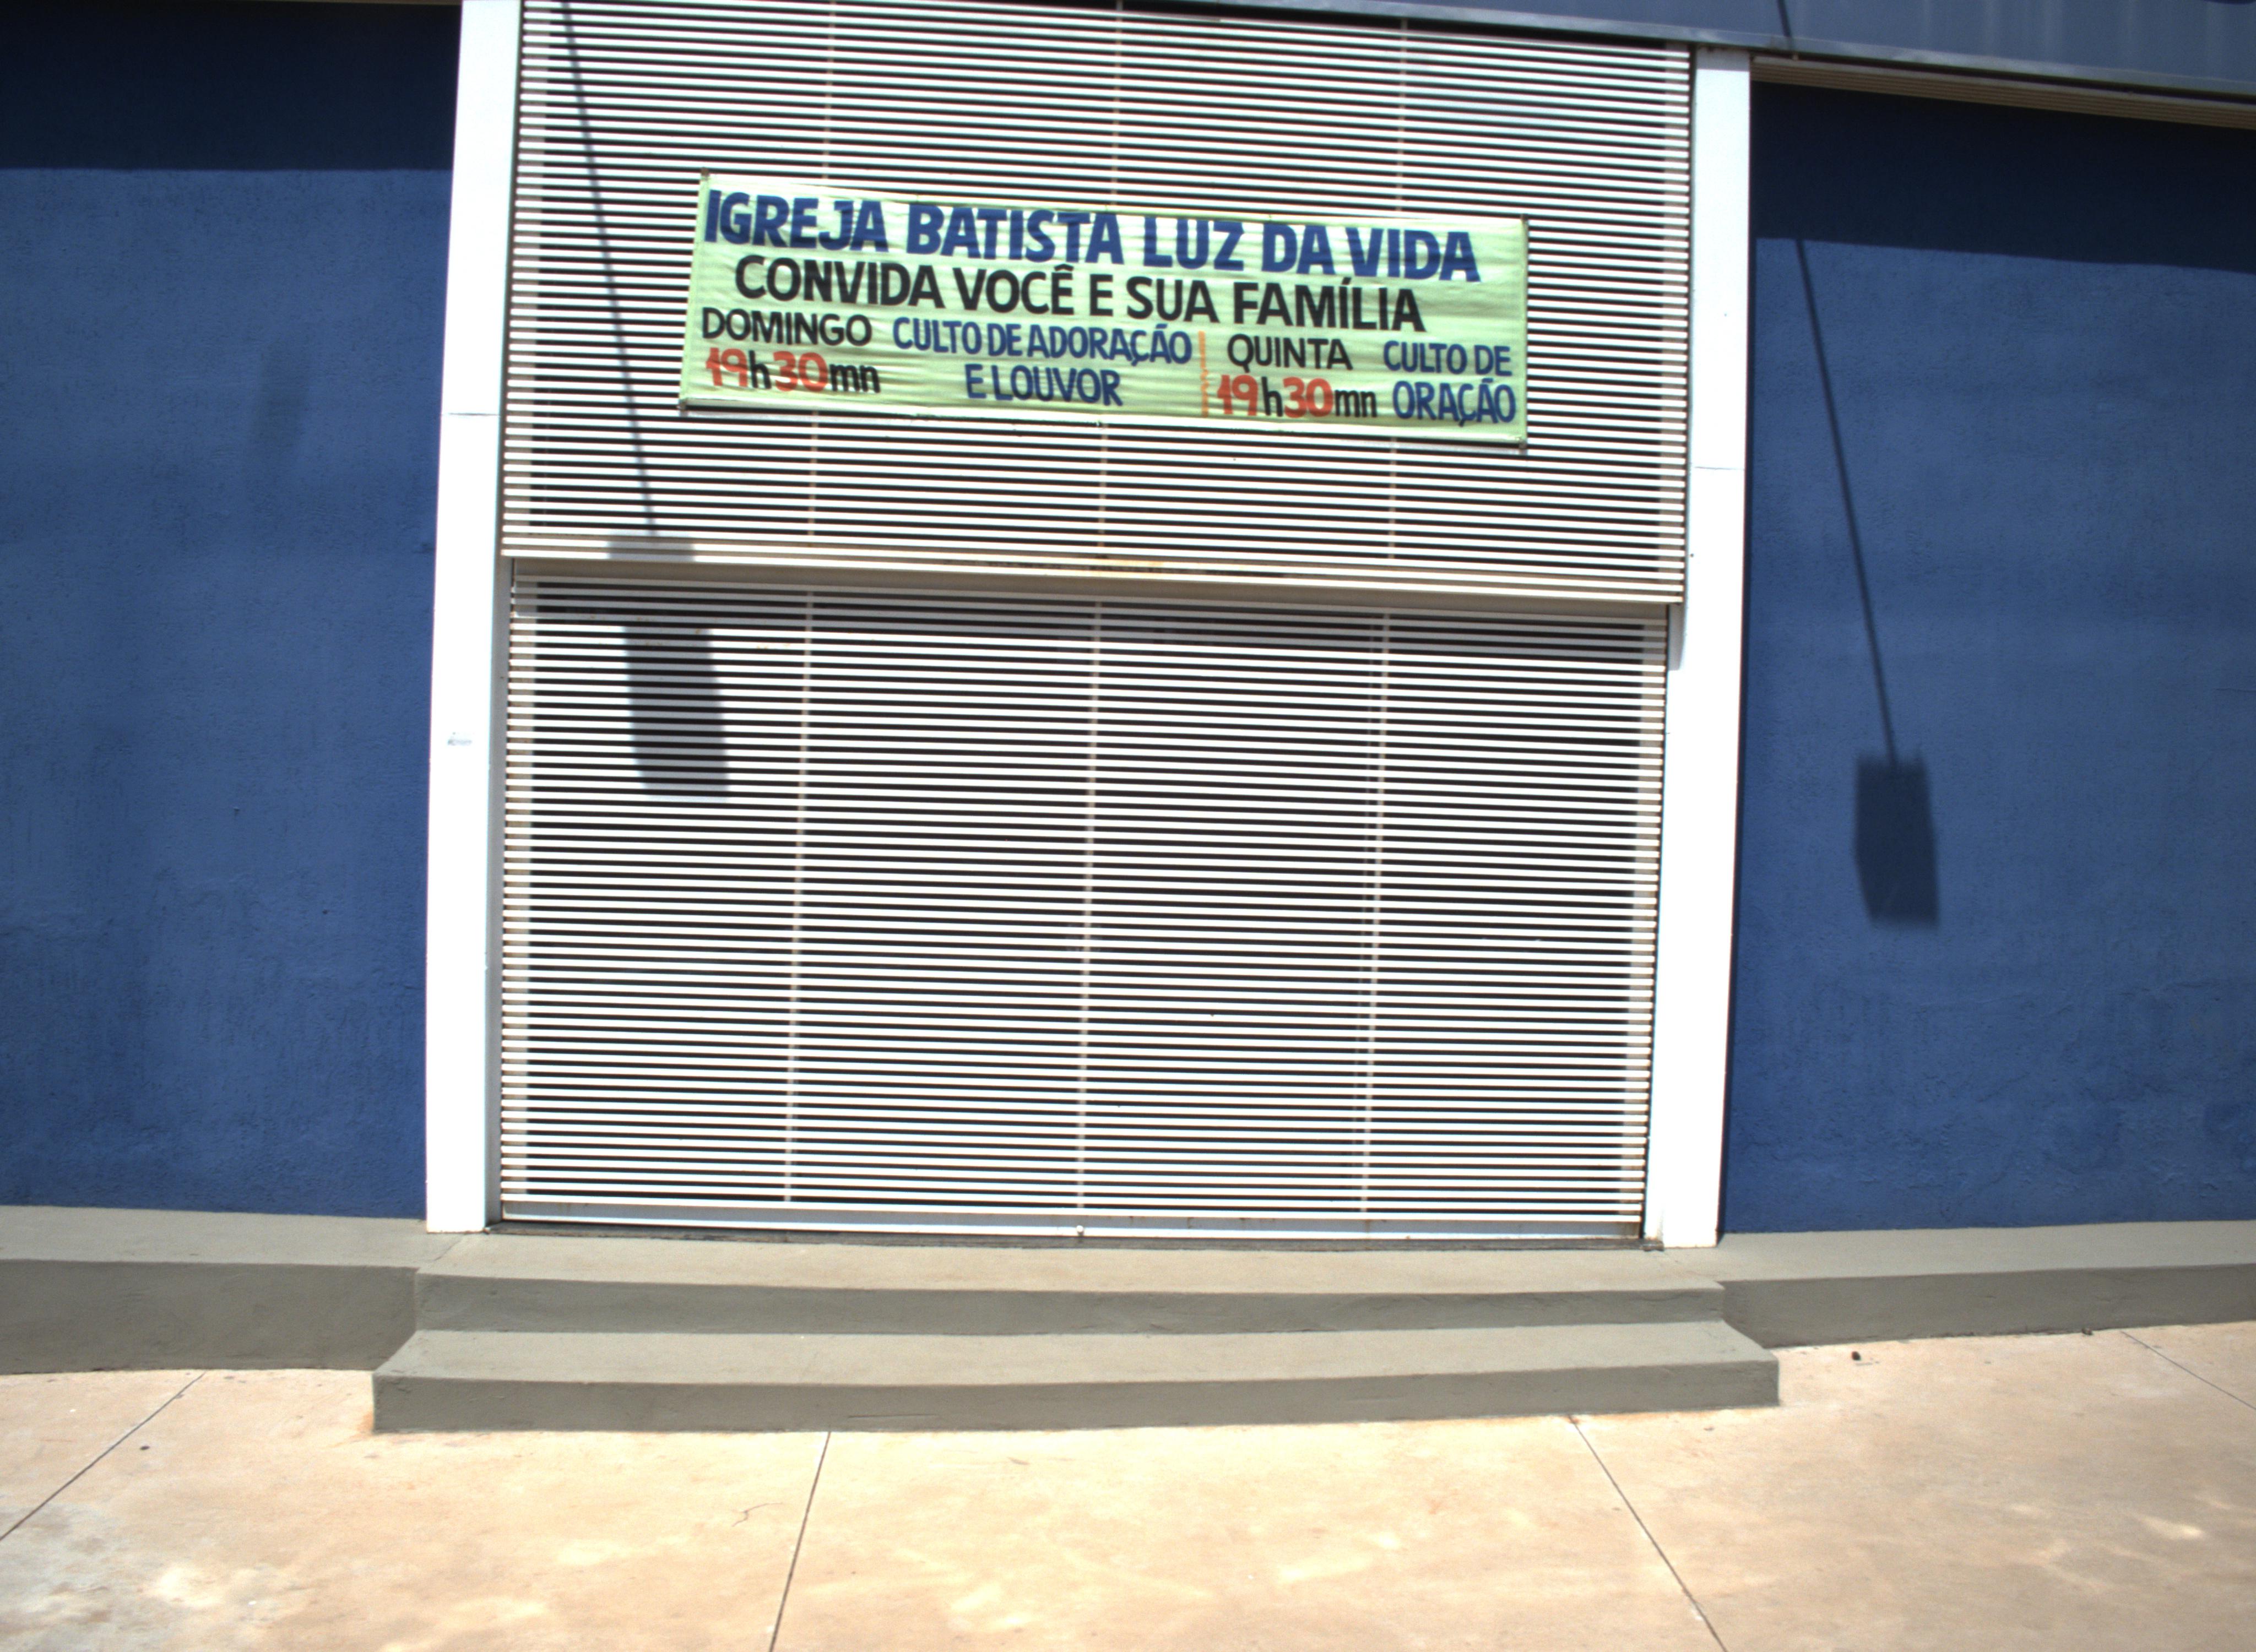 IGREJA BATISTA LUZ DA VIDA
CONVIDA VOCÊ E SUA FAMÍLIA
DOMINGO CULTO DE ADORAÇÃO QUINTA CULTO DE
19h30mn E LOUVOR 19h30mn ORAÇÃO